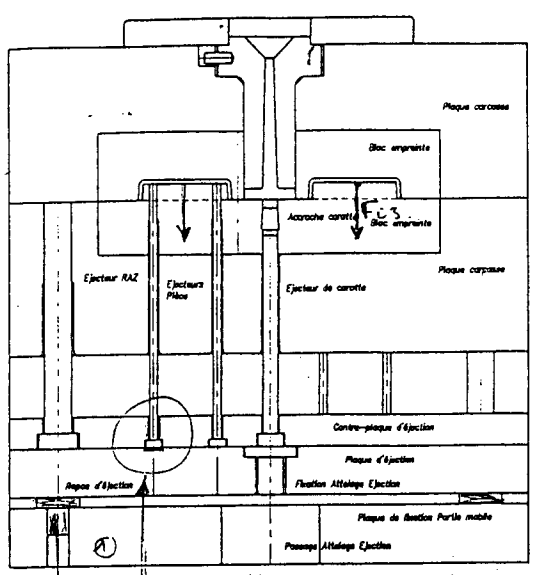 Plaque carcasse
Bloc empreinte
Accroche carotte
Bloc empreinte
Ejecteur RAZ
Ejecteurs
Pièce
Ejecteur de carotte
Plaque carcasse
Contre-plaque d'éjection
Plaque d'éjection
Repos d'éjection
Fixation Attelage Ejection
Plaque de fixation Partie mobile
Passage Attelage Ejection